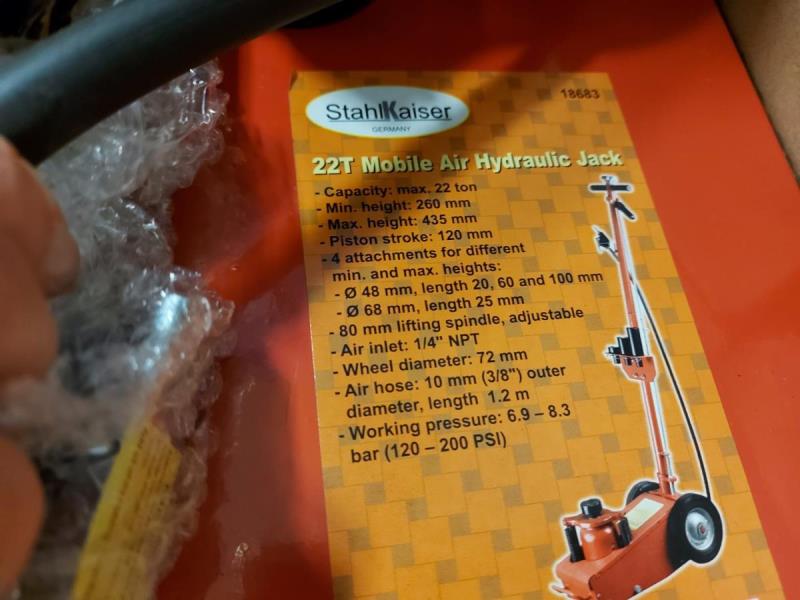 StahlKaiser
GERMANY
18683
22T Mobile Air Hydraulic Jack
- Capacity: max. 22 ton
- Min. height: 260 mm
- Max. height: 435 mm
- Piston stroke: 120 mm
- 4 attachments for different
min. and max. heights:
- Ø 48 mm, length 20, 60 and 100 mm
- Ø 68 mm, length 25 mm
- 80 mm lifting spindle, adjustable
- Air inlet: 1/4" NPT
- Wheel diameter: 72 mm
- Air hose: 10 mm (3/8") outer
diameter, length 1.2 m
- Working pressure: 6.9 – 8.3
bar (120 – 200 PSI)